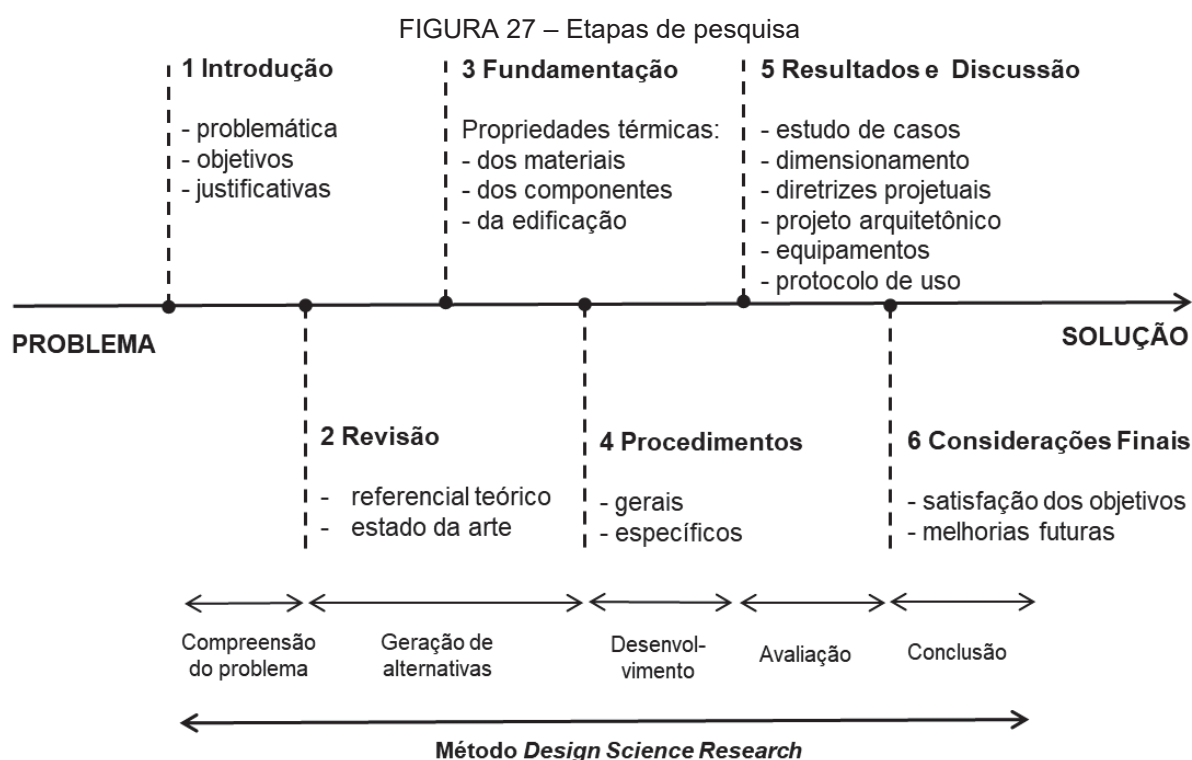 FIGURA 27 – Etapas de pesquisa
1 Introdução
- problemática
- objetivos
- justificativas
3 Fundamentação
Propriedades térmicas:
- dos materiais
- dos componentes
- da edificação
5 Resultados e Discussão
- estudo de casos
- dimensionamento
- diretrizes projetuais
- projeto arquitetônico
- equipamentos
- protocolo de uso
PROBLEMA
SOLUÇÃO
2 Revisão
- referencial teórico
- estado da arte
4 Procedimentos
- gerais
- específicos
6 Considerações Finais
- satisfação dos objetivos
- melhorias futuras
Compreensão
do problema
Geração de
alternativas
Desenvol-
vimento
Avaliação
Conclusão
Método Design Science Research